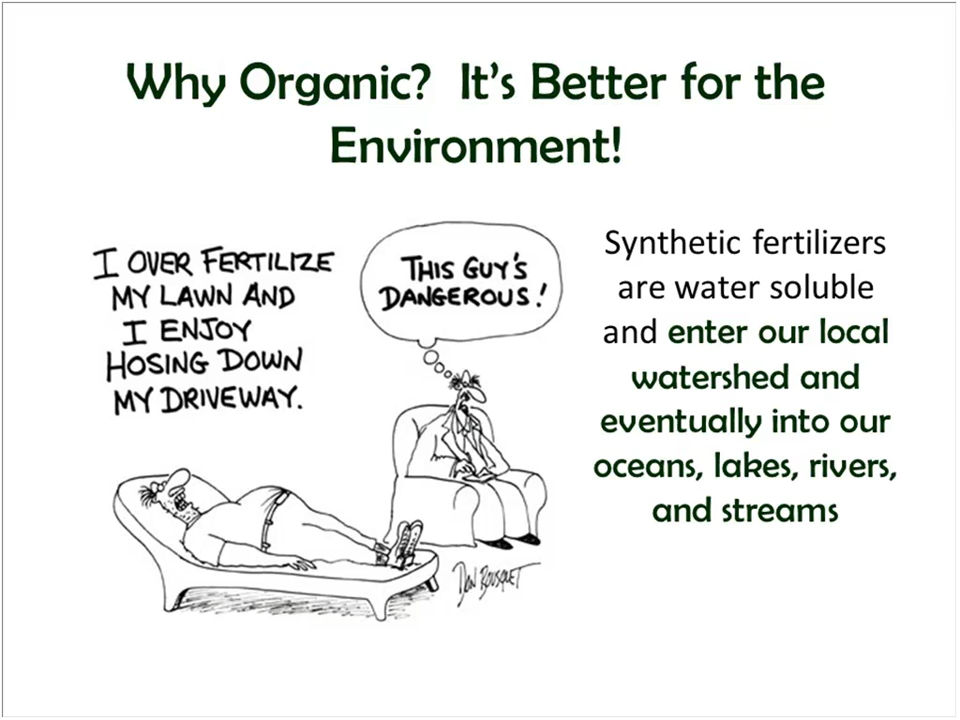 Why Organic?  It's Better for the
Environment!
I OVER FERTILIZE
MY LAWN AND
I ENJOY
HOSING DOWN
MY DRIVEWAY.
THIS GUY'S
DANGEROUS!
DON BOUSQUET
Synthetic fertilizers
are water soluble
and enter our local
watershed and
eventually into our
oceans, lakes, rivers,
and streams